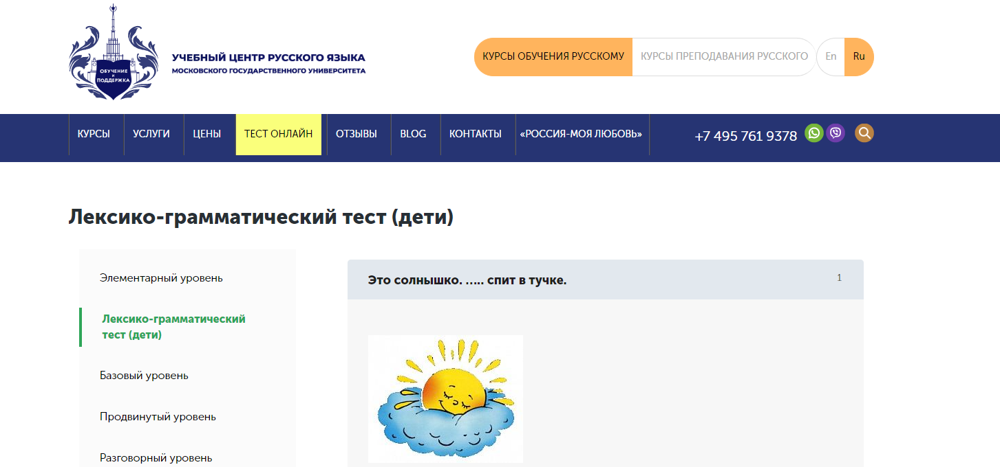 ОБУЧЕНИЕ
И
ПОДДЕРЖКА
УЧЕБНЫЙ ЦЕНТР РУССКОГО ЯЗЫКА
МОСКОВСКОГО ГОСУДАРСТВЕННОГО УНИВЕРСИТЕТА
КУРСЫ ОБУЧЕНИЯ РУССКОМУ КУРСЫ ПРЕПОДАВАНИЯ РУССКОГО En Ru
КУРСЫ УСЛУГИ ЦЕНЫ ТЕСТ ОНЛАЙН ОТЗЫВЫ BLOG КОНТАКТЫ «РОССИЯ-МОЯ ЛЮБОВЬ» +7 495 761 9378
Лексико-грамматический тест (дети)
Элементарный уровень
Лексико-грамматический
тест (дети)
Базовый уровень
Продвинутый уровень
Разговорный уровень
Это солнышко. ….. спит в тучке. 1